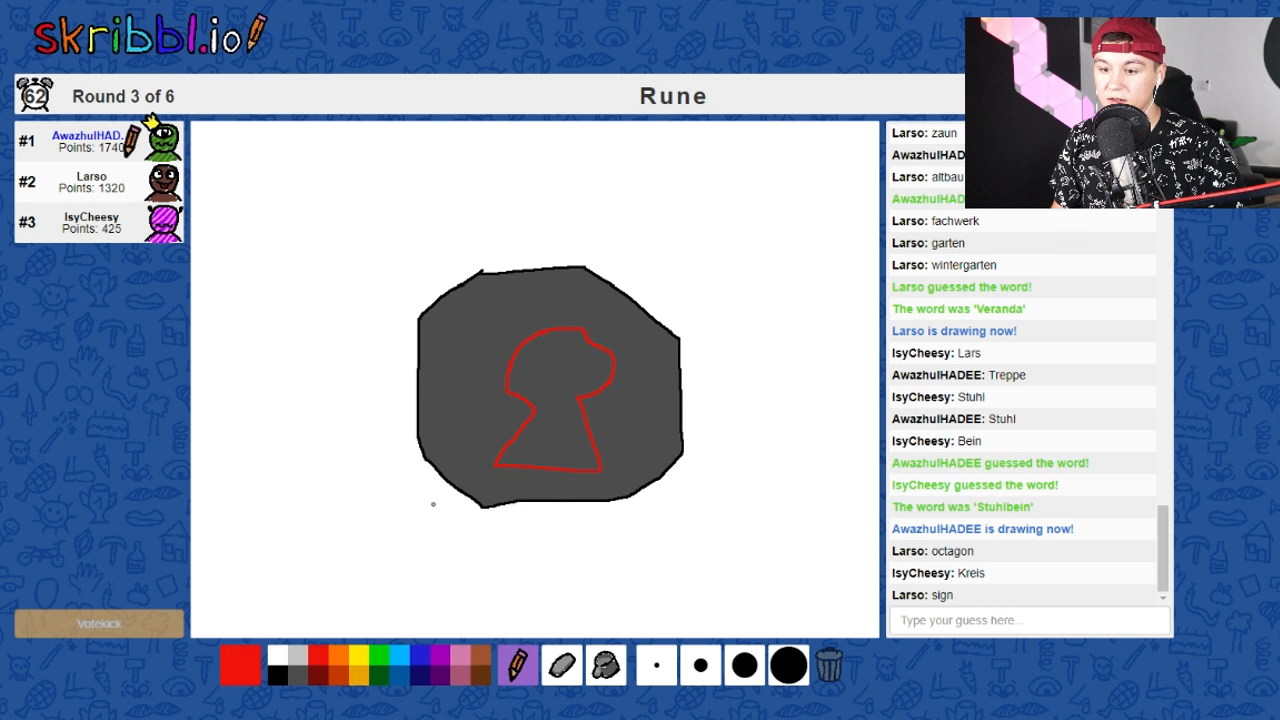 skribbl.io
62
Round 3 of 6
Rune
#1
AwazhulHAD.
Points: 1740
#2
Larso
Points: 1320
#3
IsyCheesy
Points: 425
Votekick
Larso: zaun
AwazhulHAD
Larso: altbau
AwazhulHAD
Larso: fachwerk
Larso: garten
Larso: wintergarten
Larso guessed the word!
The word was 'Veranda'
Larso is drawing now!
IsyCheesy: Lars
AwazhulHADEE: Treppe
IsyCheesy: Stuhl
AwazhulHADEE: Stuhl
IsyCheesy: Bein
AwazhulHADEE guessed the word!
IsyCheesy guessed the word!
The word was 'Stuhlbein'
AwazhulHADEE is drawing now!
Larso: octagon
IsyCheesy: Kreis
Larso: sign
Type your guess here...